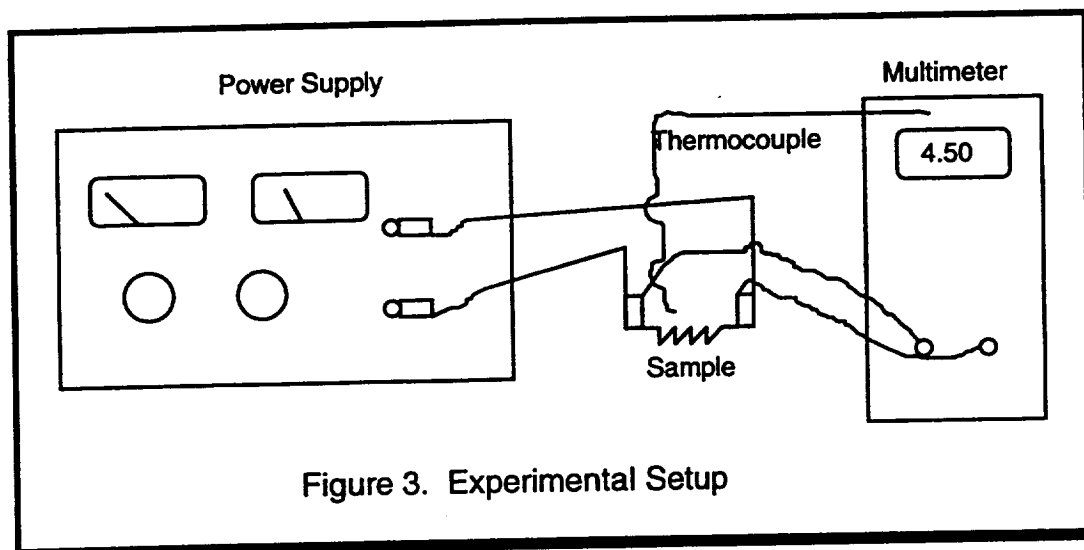 Power Supply
Multimeter
Thermocouple
4.50
Sample
Figure 3. Experimental Setup